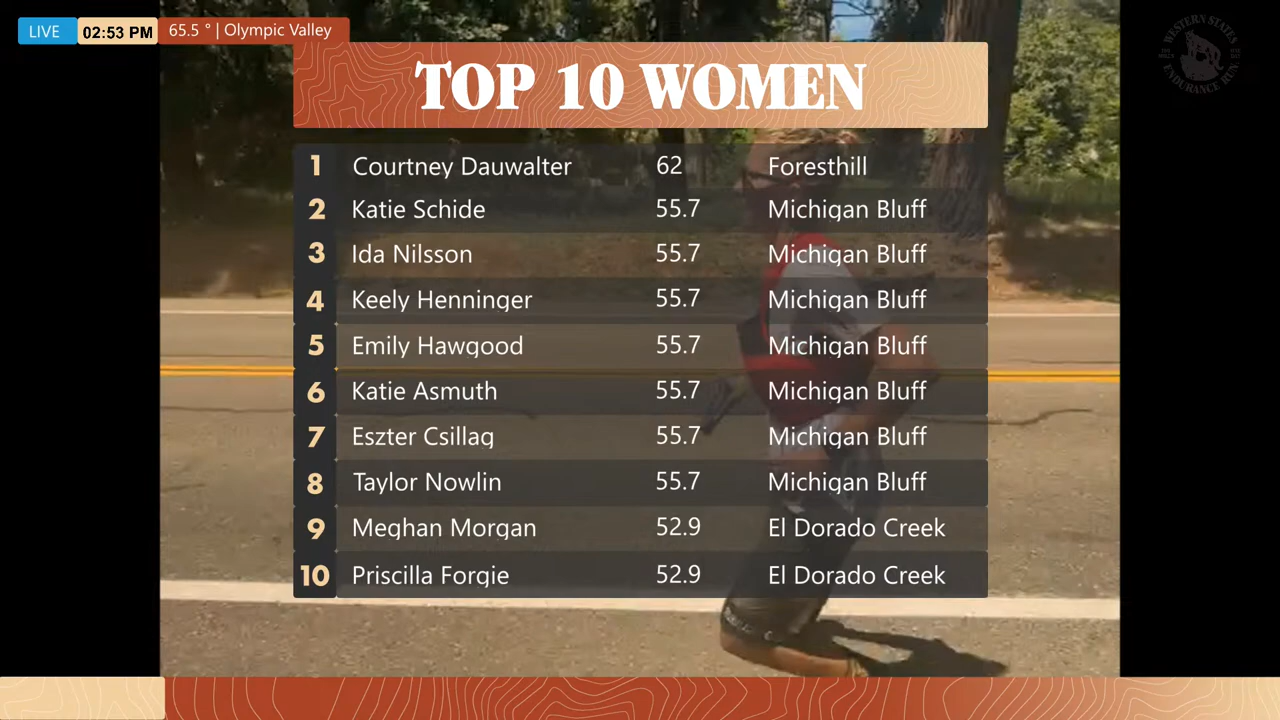 LIVE 02:53 PM 65.5 ° | Olympic Valley
WESTERN STATES
ENDURANCE RUN
TOP 10 WOMEN
1 Courtney Dauwalter 62 Foresthill
2 Katie Schide 55.7 Michigan Bluff
3 Ida Nilsson 55.7 Michigan Bluff
4 Keely Henninger 55.7 Michigan Bluff
5 Emily Hawgood 55.7 Michigan Bluff
6 Katie Asmuth 55.7 Michigan Bluff
7 Eszter Csillag 55.7 Michigan Bluff
8 Taylor Nowlin 55.7 Michigan Bluff
9 Meghan Morgan 52.9 El Dorado Creek
10 Priscilla Forgie 52.9 El Dorado Creek